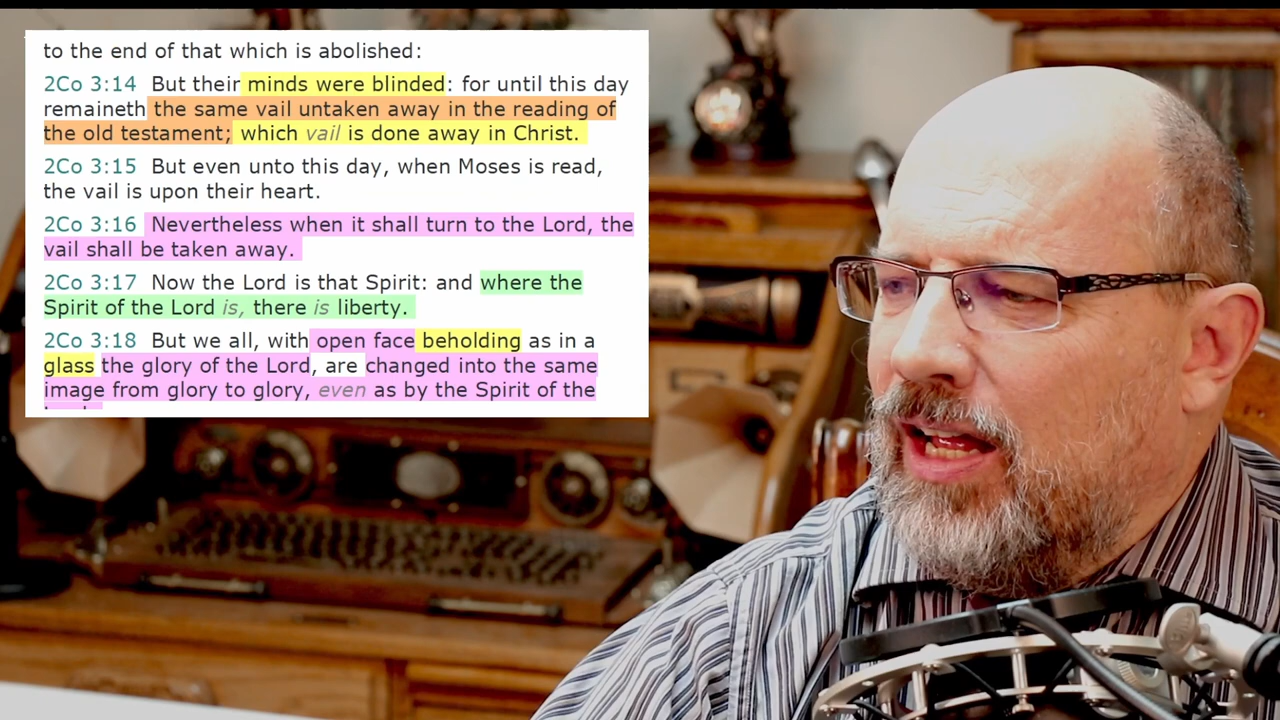 to the end of that which is abolished:
2Co 3:14 But their minds were blinded: for until this day
remaineth the same vail untaken away in the reading of
the old testament; which vail is done away in Christ.
2Co 3:15 But even unto this day, when Moses is read,
the vail is upon their heart.
2Co 3:16 Nevertheless when it shall turn to the Lord, the
vail shall be taken away.
2Co 3:17 Now the Lord is that Spirit: and where the
Spirit of the Lord is, there is liberty.
2Co 3:18 But we all, with open face beholding as in a
glass the glory of the Lord, are changed into the same
image from glory to glory, even as by the Spirit of the